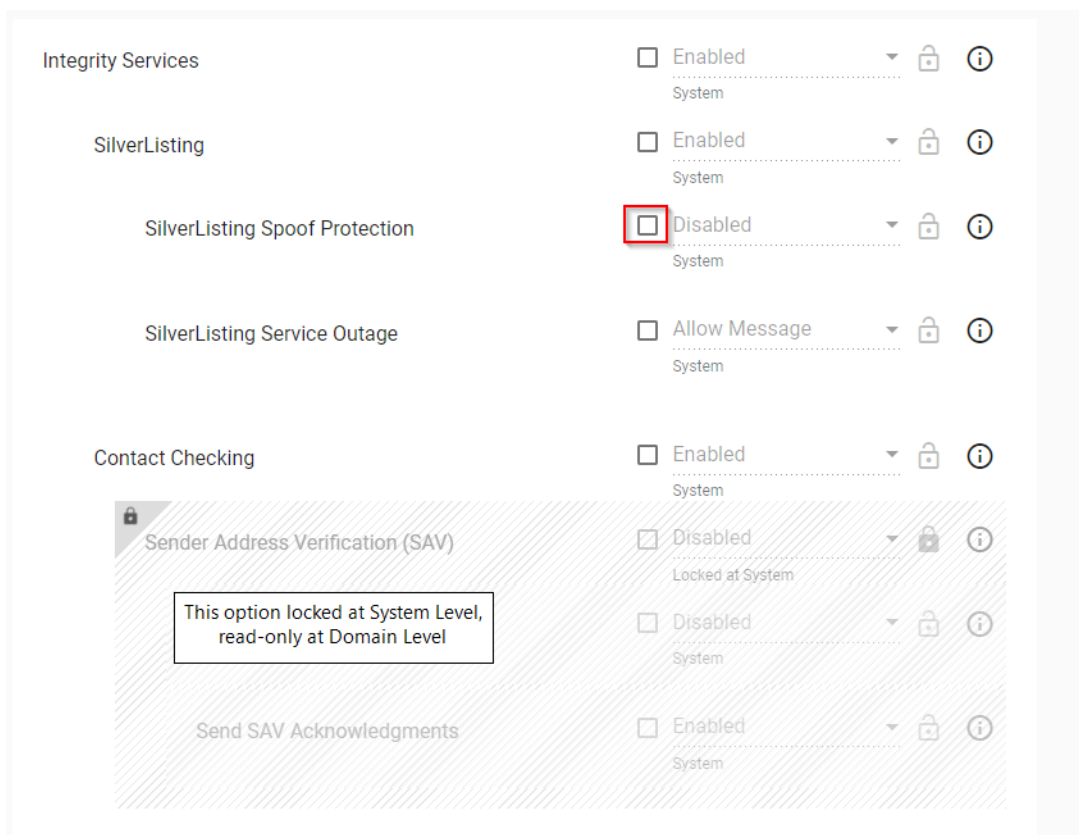 Integrity Services
Enabled
System
SilverListing
Enabled
System
SilverListing Spoof Protection
Disabled
System
SilverListing Service Outage
Allow Message
System
Contact Checking
Enabled
System
Sender Address Verification (SAV)
Disabled
Locked at System
This option locked at System Level,
read-only at Domain Level
Disabled
System
Send SAV Acknowledgments
Enabled
System